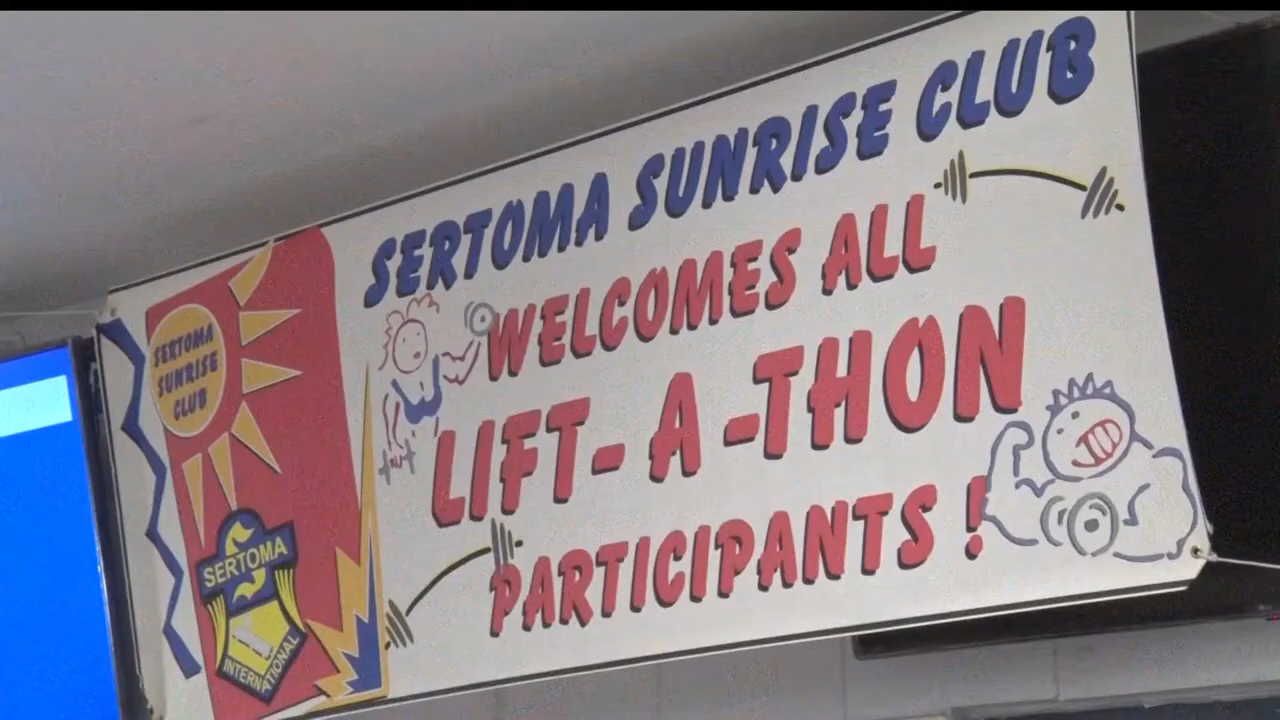 SERTOMA SUNRISE CLUB
WELCOMES ALL
LIFT-A-THON
PARTICIPANTS!
SERTOMA
SUNRISE
CLUB
SERTOMA
INTERNATIONAL